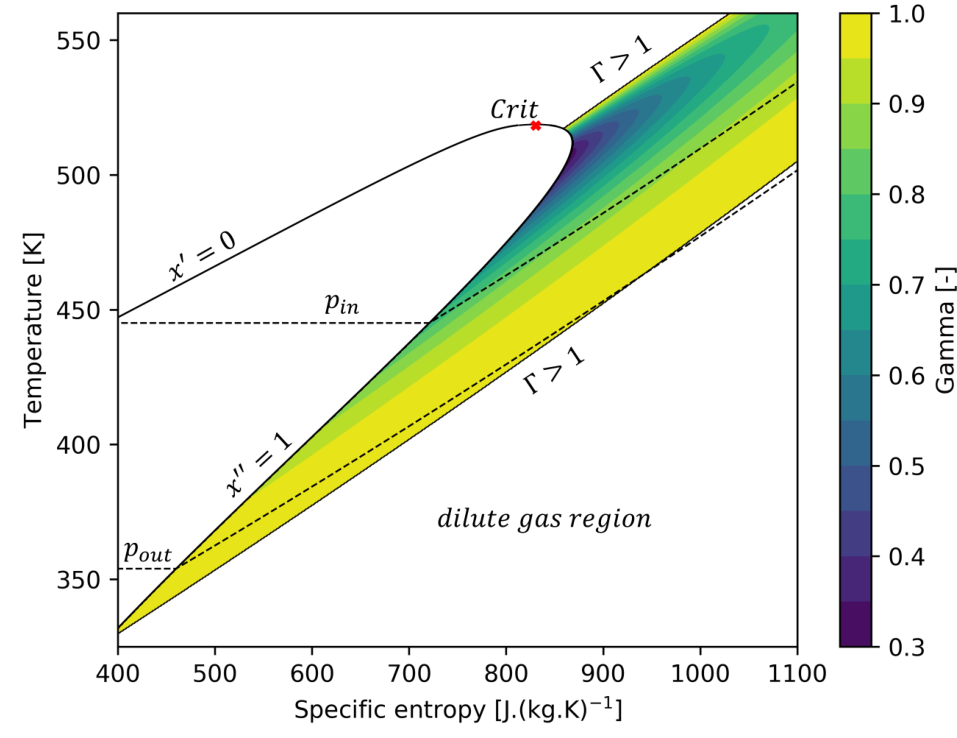 550
500
450
400
350
Temperature [K]
400
500
600
700
800
900
1000
1100
Specific entropy [J.(kg.K)⁻¹]
Γ > 1
Crit
x′ = 0
p_in
Γ > 1
x″ = 1
dilute gas region
p_out
1.0
0.9
0.8
0.7
0.6
0.5
0.4
0.3
Gamma [-]